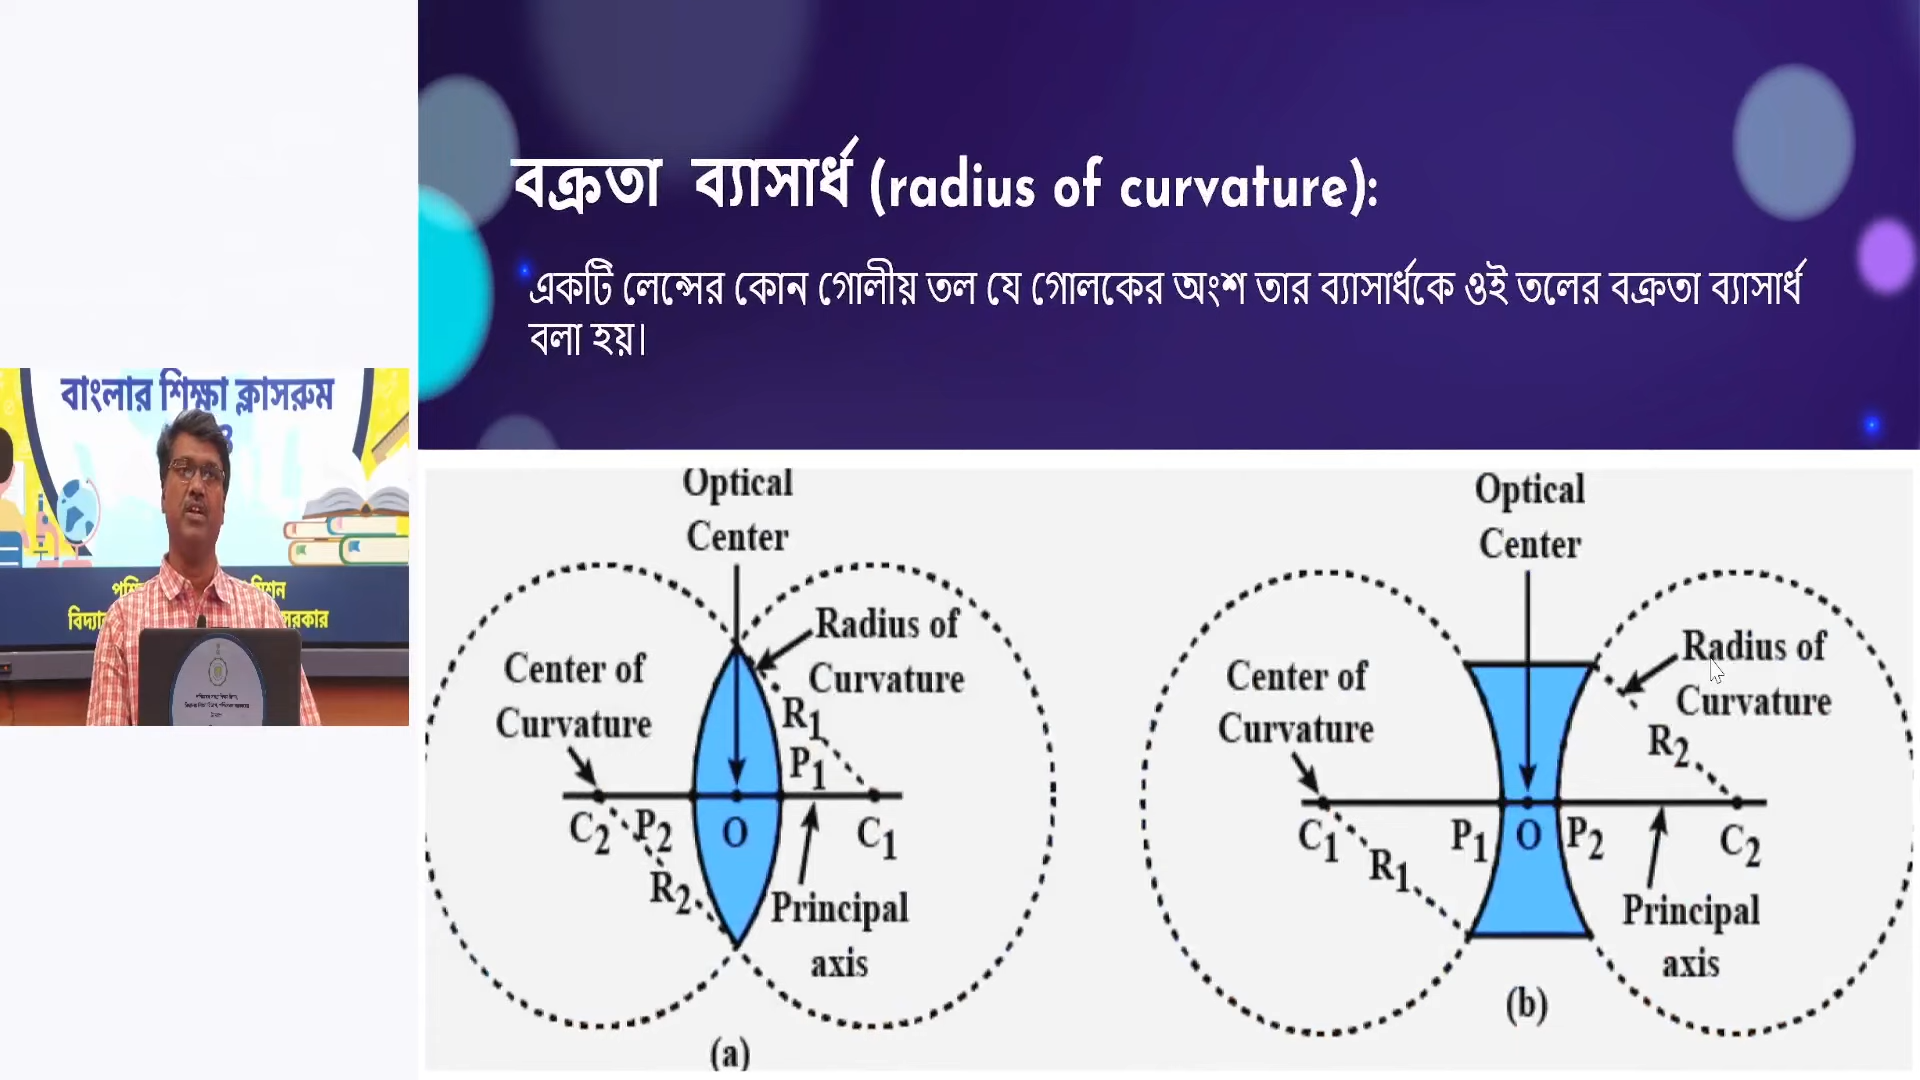 বক্রতা ব্যাসার্ধ (radius of curvature):
একটি লেন্সের কোন গোলীয় তল যে গোলকের অংশ তার ব্যাসার্ধকে ওই তলের বক্রতা ব্যাসার্ধ
বলা হয়।
বাংলার শিক্ষা ক্লাসরুম
সরকার
Optical
Center
Radius of
Curvature
Center of
Curvature
R1
P1
C2
P2
O
C1
R2
Principal
axis
(a)
Optical
Center
Radius of
Curvature
Center of
Curvature
R2
C1
P1
O
P2
C2
R1
Principal
axis
(b)